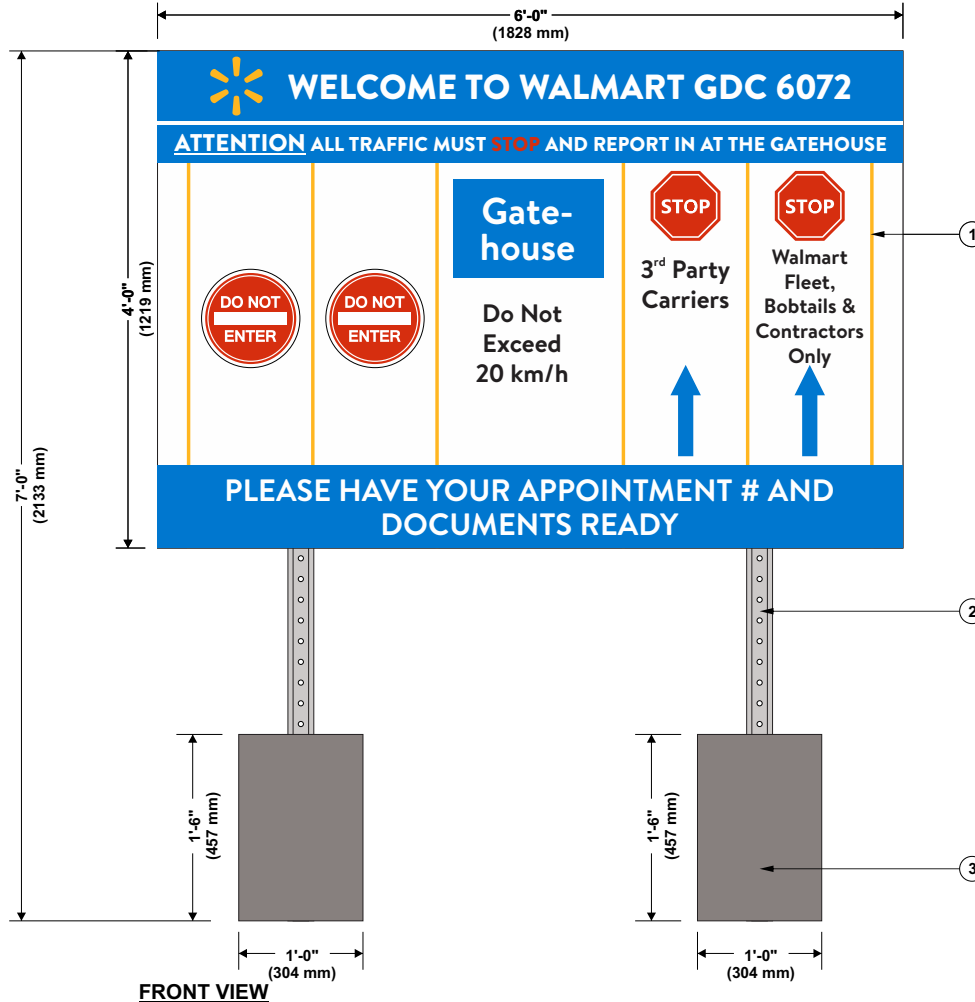 6'-0"
(1828 mm)
WELCOME TO WALMART GDC 6072
ATTENTION ALL TRAFFIC MUST STOP AND REPORT IN AT THE GATEHOUSE
DO NOT
ENTER
DO NOT
ENTER
Gate-
house
Do Not
Exceed
20 km/h
STOP
3rd Party
Carriers
STOP
Walmart
Fleet,
Bobtails &
Contractors
Only
PLEASE HAVE YOUR APPOINTMENT # AND
DOCUMENTS READY
4'-0"
(1219 mm)
7'-0"
(2133 mm)
1
2
3
1'-6"
(457 mm)
1'-6"
(457 mm)
1'-0"
(304 mm)
1'-0"
(304 mm)
FRONT VIEW